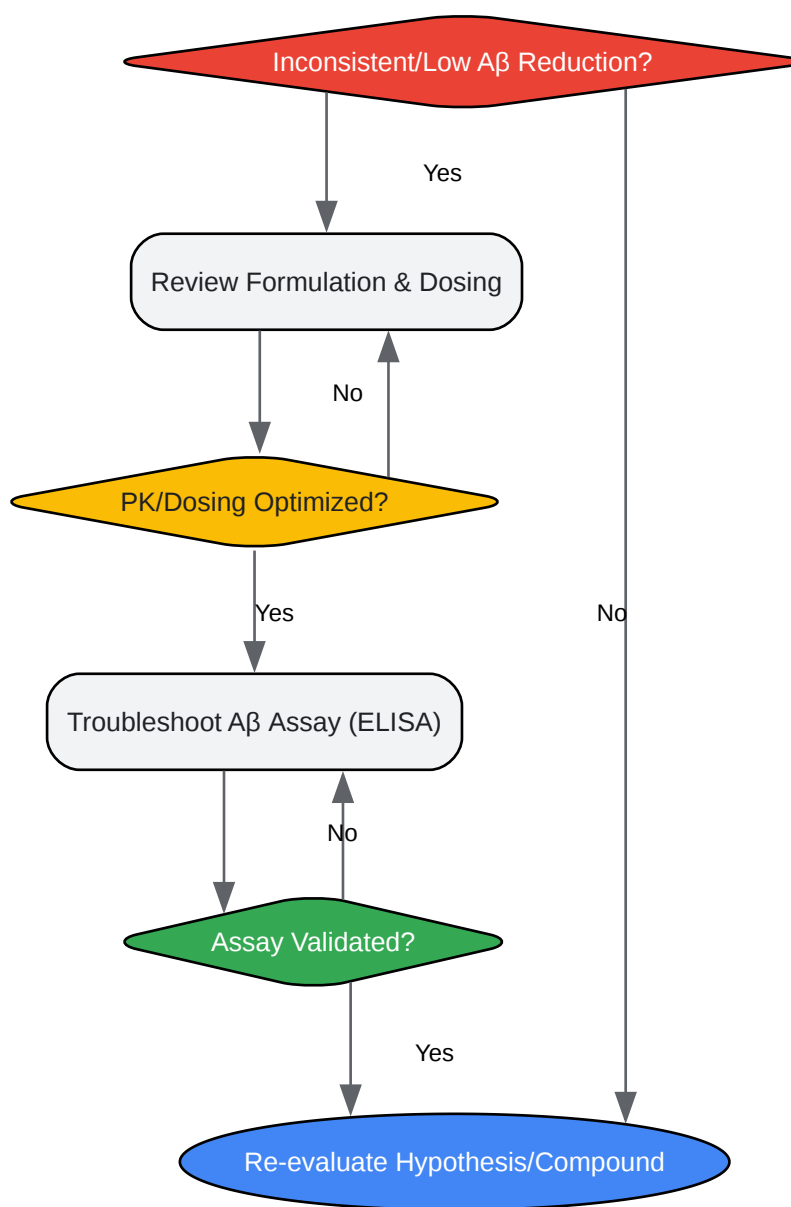 Inconsistent/Low Aβ Reduction?
Yes
Review Formulation & Dosing
No
PK/Dosing Optimized?
Yes
No
Troubleshoot Aβ Assay (ELISA)
No
Assay Validated?
Yes
Re-evaluate Hypothesis/Compound